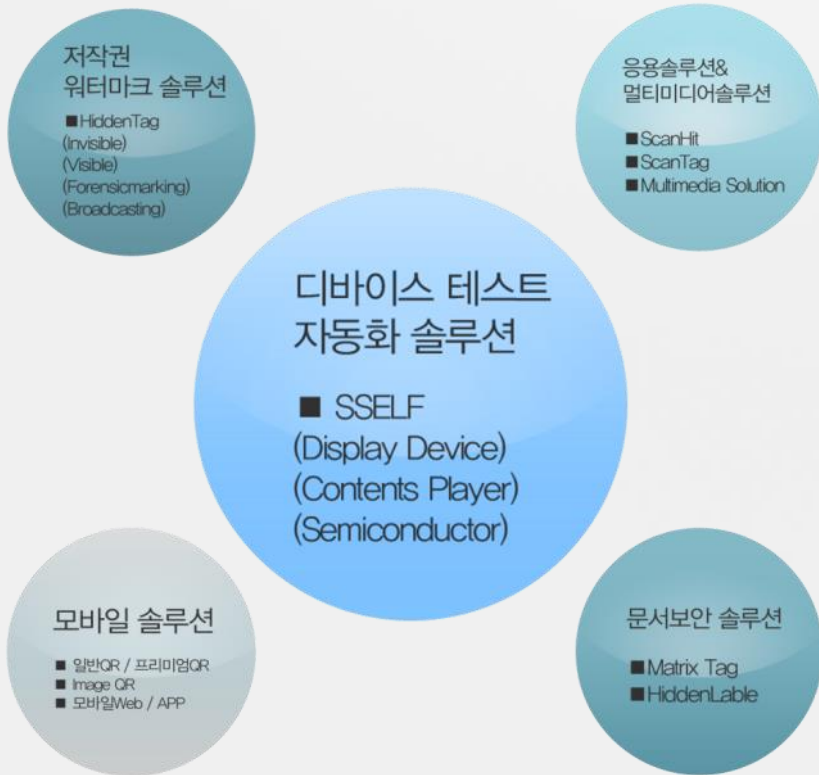 저작권
워터마크 솔루션
■HiddenTag
(Invisible)
(Visible)
(Forensicmarking)
(Broadcasting)
응용솔루션&
멀티미디어솔루션
■ScanHit
■ScanTag
■Multimedia Solution
디바이스 테스트
자동화 솔루션
■ SSELF
(Display Device)
(Contents Player)
(Semiconductor)
모바일 솔루션
■ 일반QR / 프리미엄QR
■ Image QR
■ 모바일Web / APP
문서보안 솔루션
■Matrix Tag
■HiddenLable